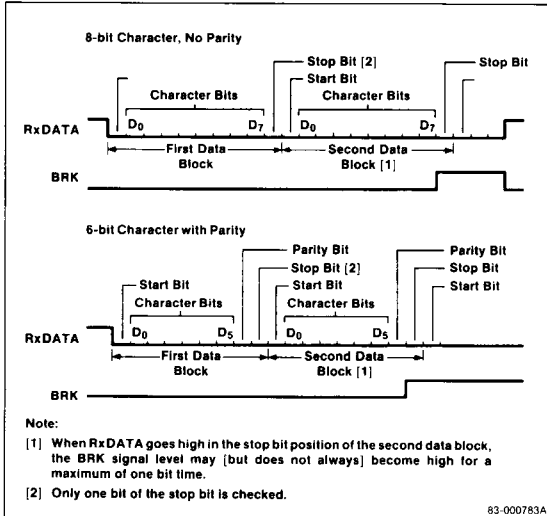 8-bit Character, No Parity
Stop Bit [2]
Stop Bit
Start Bit
Character Bits
Character Bits
D0
D7
D0
D7
RxDATA
First Data
Block
Second Data
Block [1]
BRK
6-bit Character with Parity
Parity Bit
Parity Bit
Stop Bit [2]
Stop Bit
Start Bit
Start Bit
Start Bit
Character Bits
Character Bits
D0
D5
D0
D5
RxDATA
First Data
Block
Second Data
Block [1]
BRK
Note:
[1] When RxDATA goes high in the stop bit position of the second data block,
the BRK signal level may [but does not always] become high for a
maximum of one bit time.
[2] Only one bit of the stop bit is checked.
83-000783A